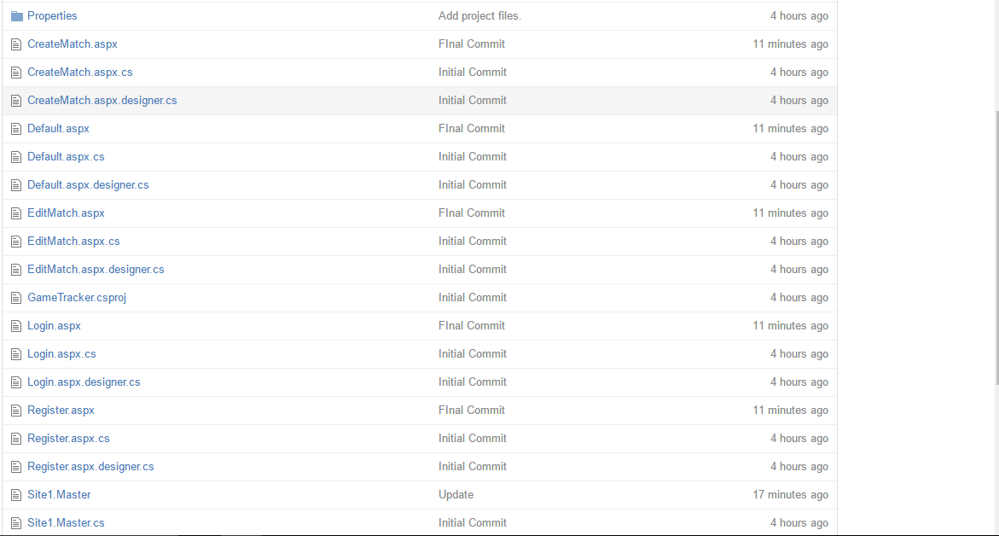 Properties Add project files. 4 hours ago
CreateMatch.aspx FInal Commit 11 minutes ago
CreateMatch.aspx.cs Initial Commit 4 hours ago
CreateMatch.aspx.designer.cs Initial Commit 4 hours ago
Default.aspx FInal Commit 11 minutes ago
Default.aspx.cs Initial Commit 4 hours ago
Default.aspx.designer.cs Initial Commit 4 hours ago
EditMatch.aspx FInal Commit 11 minutes ago
EditMatch.aspx.cs Initial Commit 4 hours ago
EditMatch.aspx.designer.cs Initial Commit 4 hours ago
GameTracker.csproj Initial Commit 4 hours ago
Login.aspx FInal Commit 11 minutes ago
Login.aspx.cs Initial Commit 4 hours ago
Login.aspx.designer.cs Initial Commit 4 hours ago
Register.aspx FInal Commit 11 minutes ago
Register.aspx.cs Initial Commit 4 hours ago
Register.aspx.designer.cs Initial Commit 4 hours ago
Site1.Master Update 17 minutes ago
Site1.Master.cs Initial Commit 4 hours ago